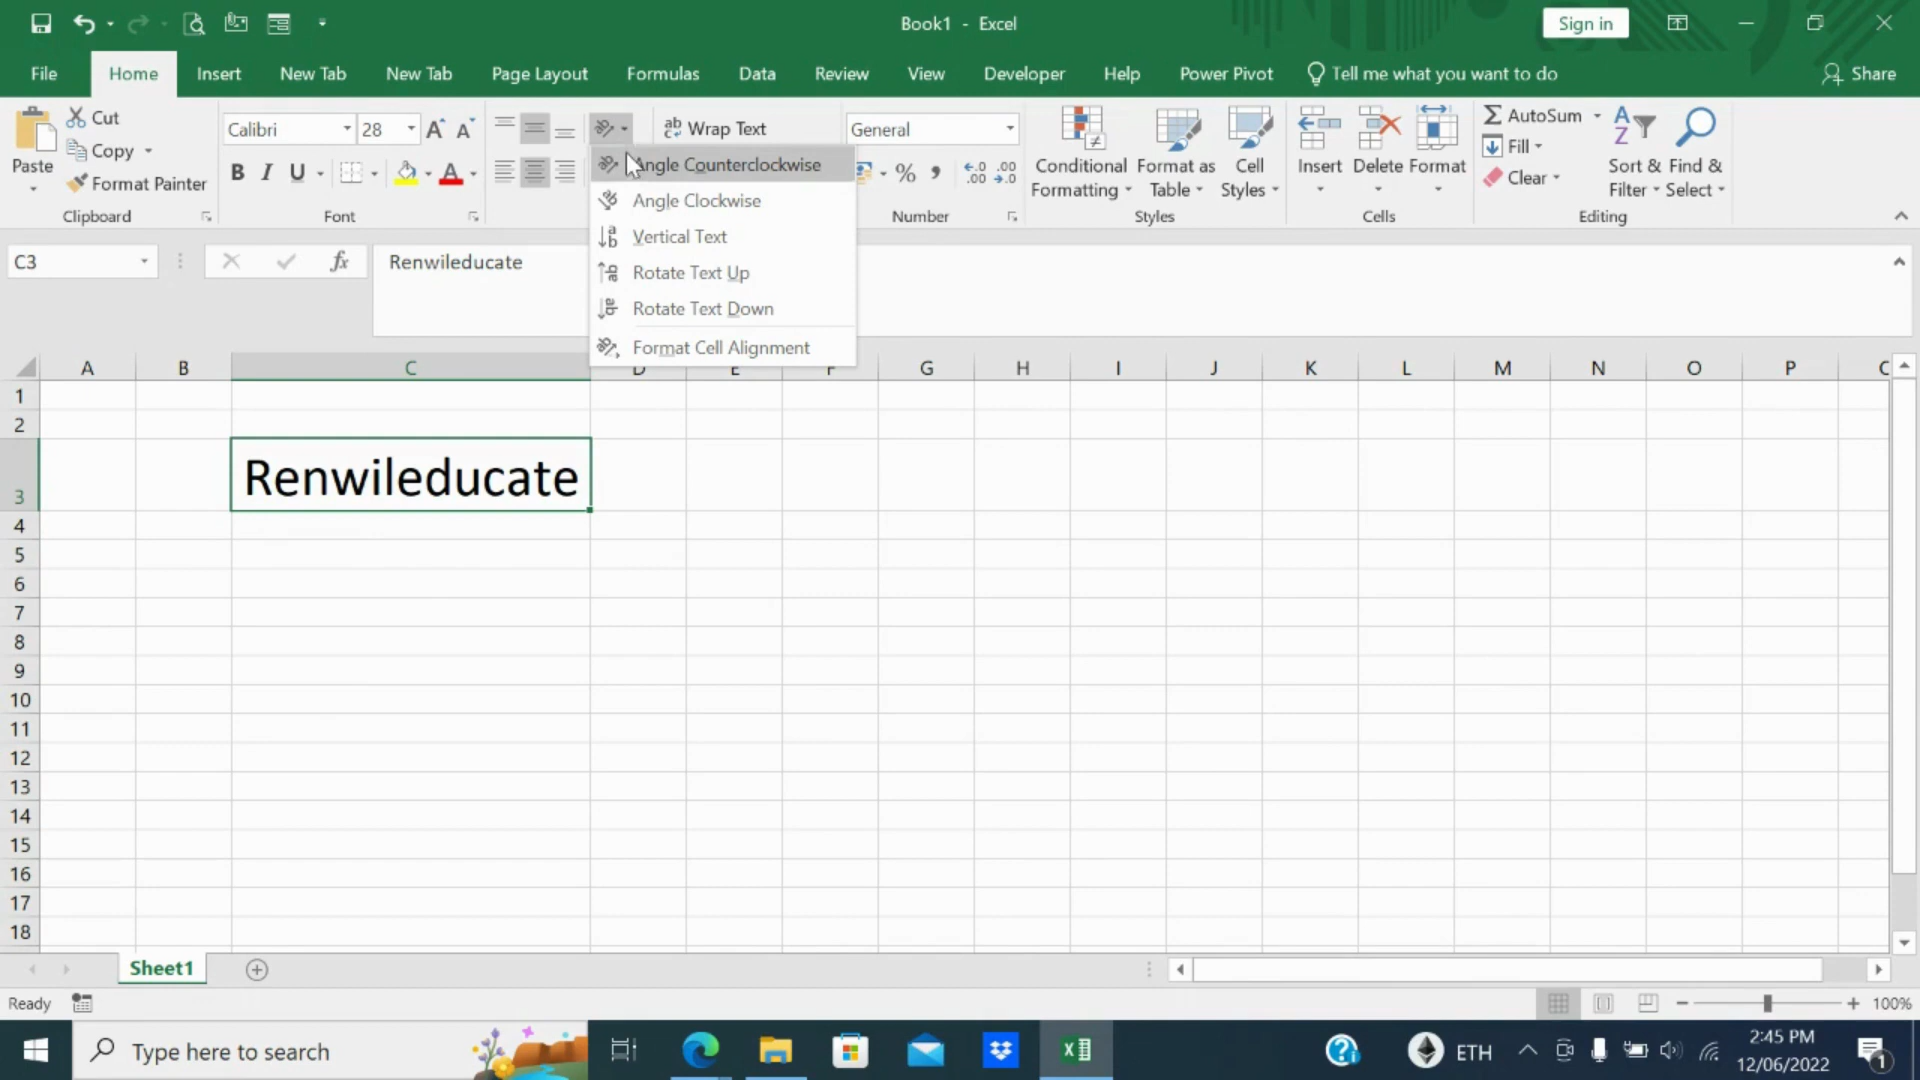 Book1 - Excel
Sign in
File Home Insert New Tab New Tab Page Layout Formulas Data Review View Developer Help Power Pivot Tell me what you want to do Share
Paste
Cut
Copy
Format Painter
Clipboard
Calibri 28
B I U
Font
ab Wrap Text
General
Number
Conditional Formatting
Format as Table
Cell Styles
Styles
Insert Delete Format
Cells
AutoSum
Fill
Clear
Sort & Filter
Find & Select
Editing
Angle Counterclockwise
Angle Clockwise
Vertical Text
Rotate Text Up
Rotate Text Down
Format Cell Alignment
C3 fx Renwileducate
A B C D E F G H I J K L M N O P
1
2
3 Renwileducate
4
5
6
7
8
9
10
11
12
13
14
15
16
17
18
Sheet1
Ready 100%
Type here to search
ETH
2:45 PM
12/06/2022
1